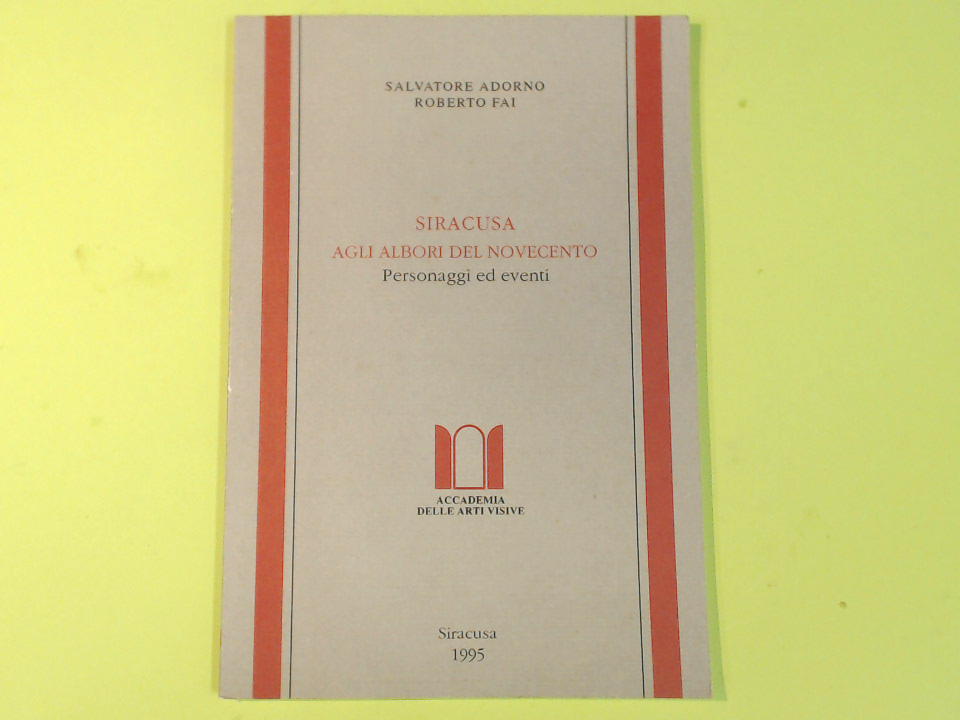 SALVATORE ADORNO
ROBERTO FAI
SIRACUSA
AGLI ALBORI DEL NOVECENTO
Personaggi ed eventi
ACCADEMIA
DELLE ARTI VISIVE
Siracusa
1995